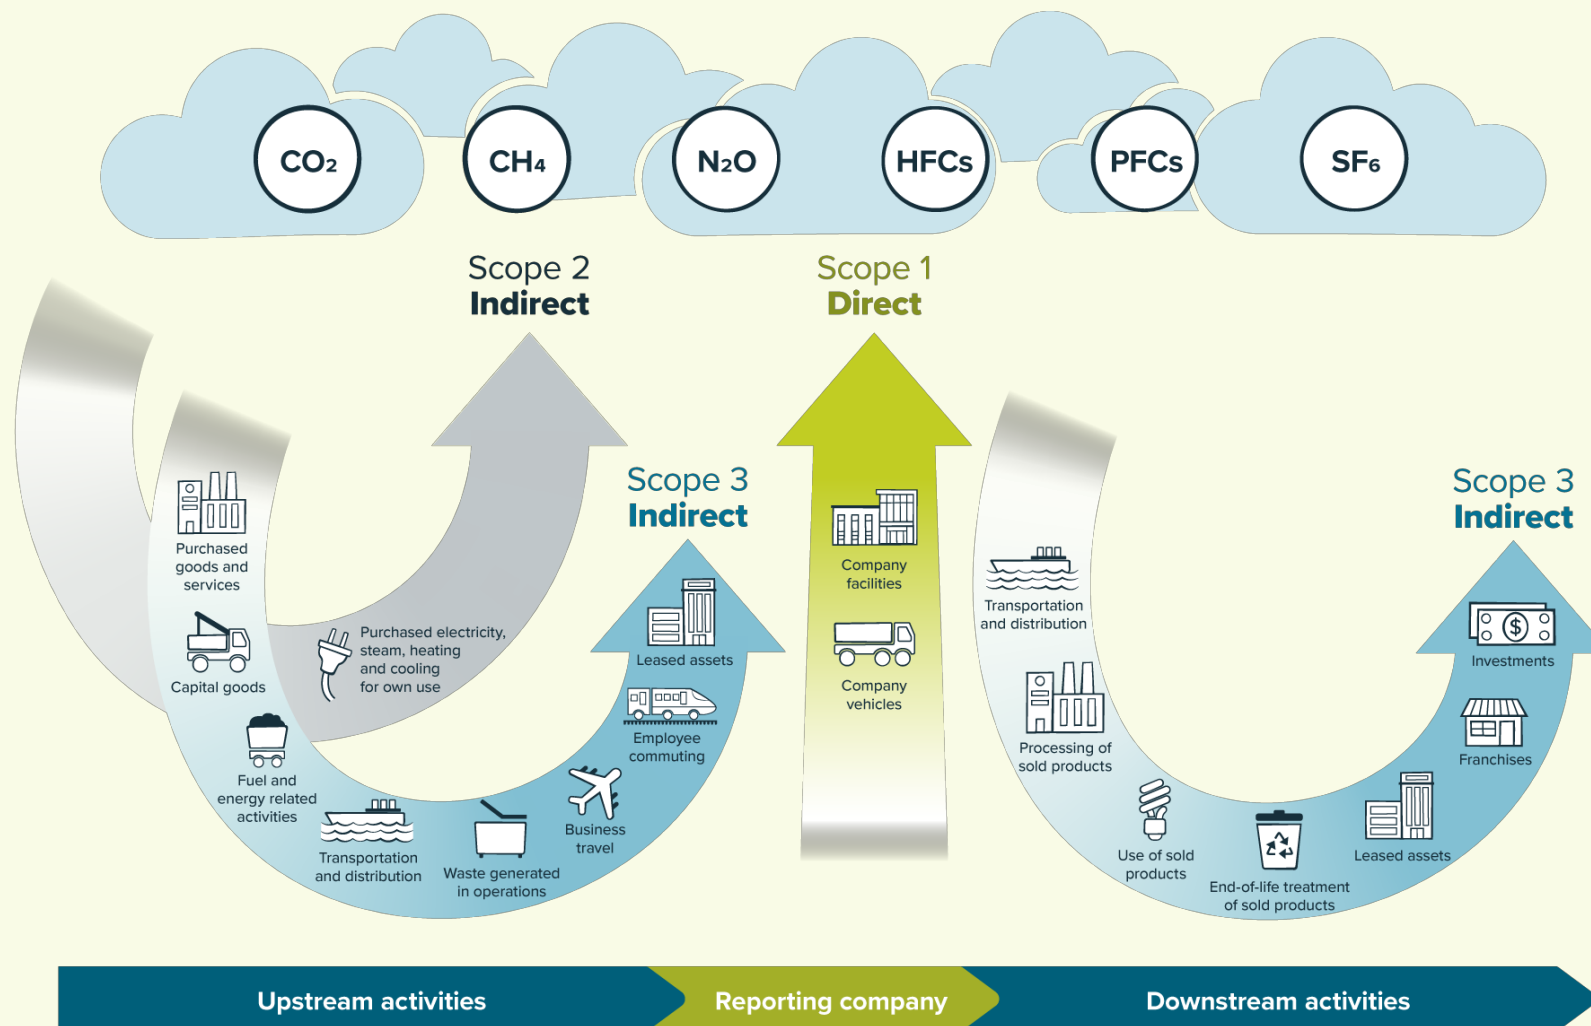 CO₂
CH₄
N₂O
HFCs
PFCs
SF₆
Scope 2
Indirect
Scope 1
Direct
Scope 3
Indirect
Scope 3
Indirect
Purchased
goods and
services
Capital goods
Fuel and
energy related
activities
Transportation
and distribution
Waste generated
in operations
Business
travel
Employee
commuting
Leased assets
Purchased electricity,
steam, heating
and cooling
for own use
Company
facilities
Company
vehicles
Transportation
and distribution
Processing of
sold products
Use of sold
products
End-of-life treatment
of sold products
Leased assets
Franchises
$
Investments
Upstream activities
Reporting company
Downstream activities